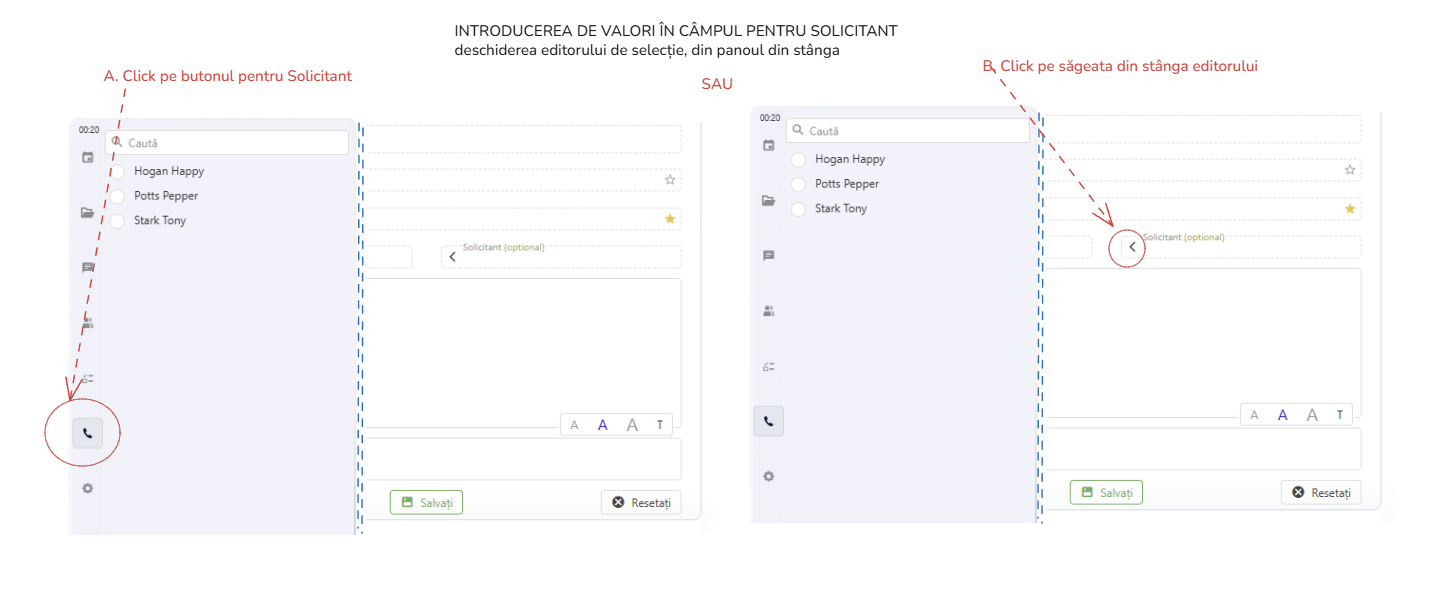 INTRODUCEREA DE VALORI ÎN CÂMPUL PENTRU SOLICITANT
deschiderea editorului de selecție, din panoul din stânga
A. Click pe butonul pentru Solicitant
SAU
B. Click pe săgeata din stânga editorului
00:20
Caută
Hogan Happy
Potts Pepper
Stark Tony
Solicitant (optional)
A A A T
Salvați
Resetați
00:20
Caută
Hogan Happy
Potts Pepper
Stark Tony
Solicitant (optional)
A A A T
Salvați
Resetați